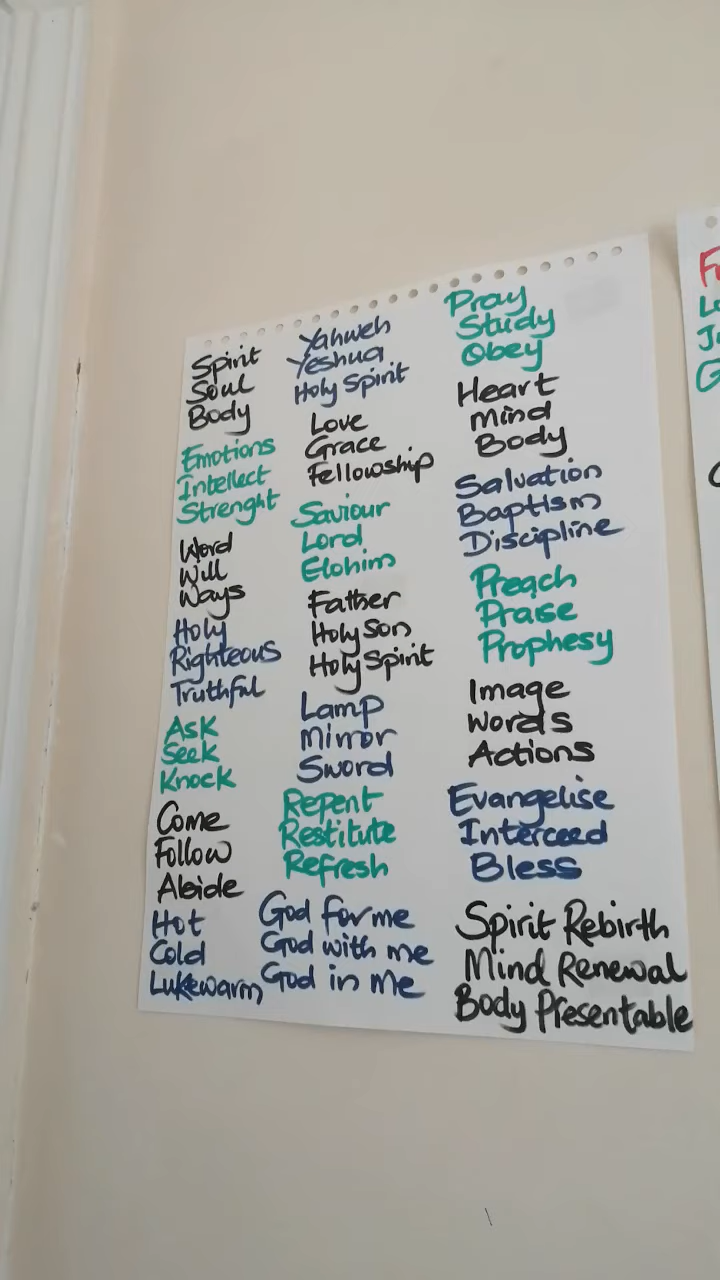 Spirit
Soul
Body
Emotions
Intellect
Strenght
Word
Will
Ways
Holy
Righteous
Truthful
Ask
Seek
Knock
Come
Follow
Abide
Hot
Cold
Lukewarm
Yahweh
Yeshua
Holy Spirit
Love
Grace
Fellowship
Saviour
Lord
Elohim
Father
Holy Son
Holy Spirit
Lamp
Mirror
Sword
Repent
Restitute
Refresh
God for me
God with me
God in me
Pray
Study
Obey
Heart
Mind
Body
Salvation
Baptism
Discipline
Preach
Praise
Prophesy
Image
Words
Actions
Evangelise
Interceed
Bless
Spirit Rebirth
Mind Renewal
Body Presentable